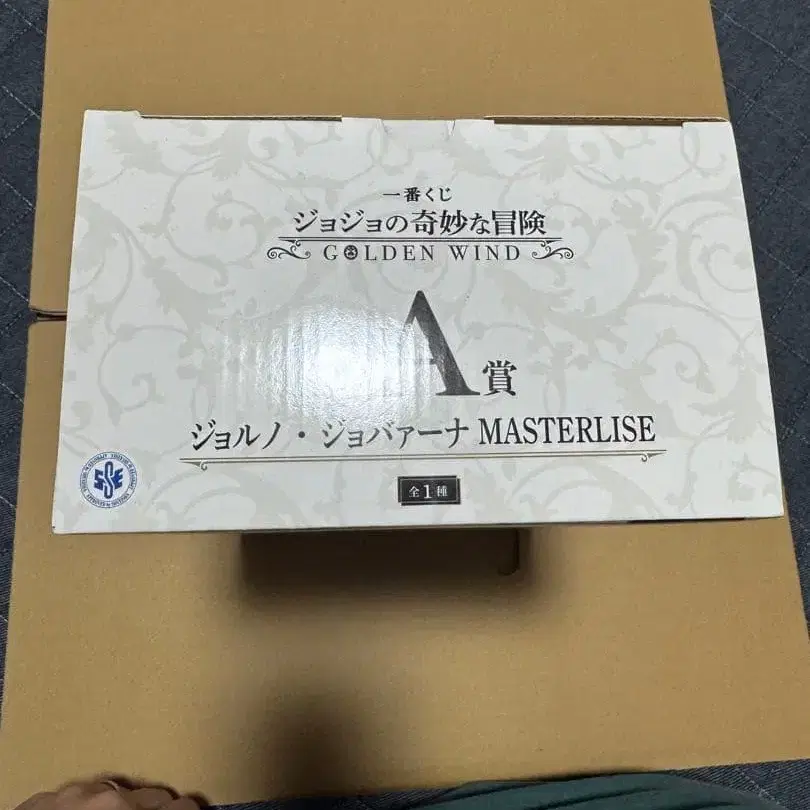 一番くじ
ジョジョの奇妙な冒険
GOLDEN WIND
A賞
ジョルノ・ジョバァーナ MASTERLISE
全1種